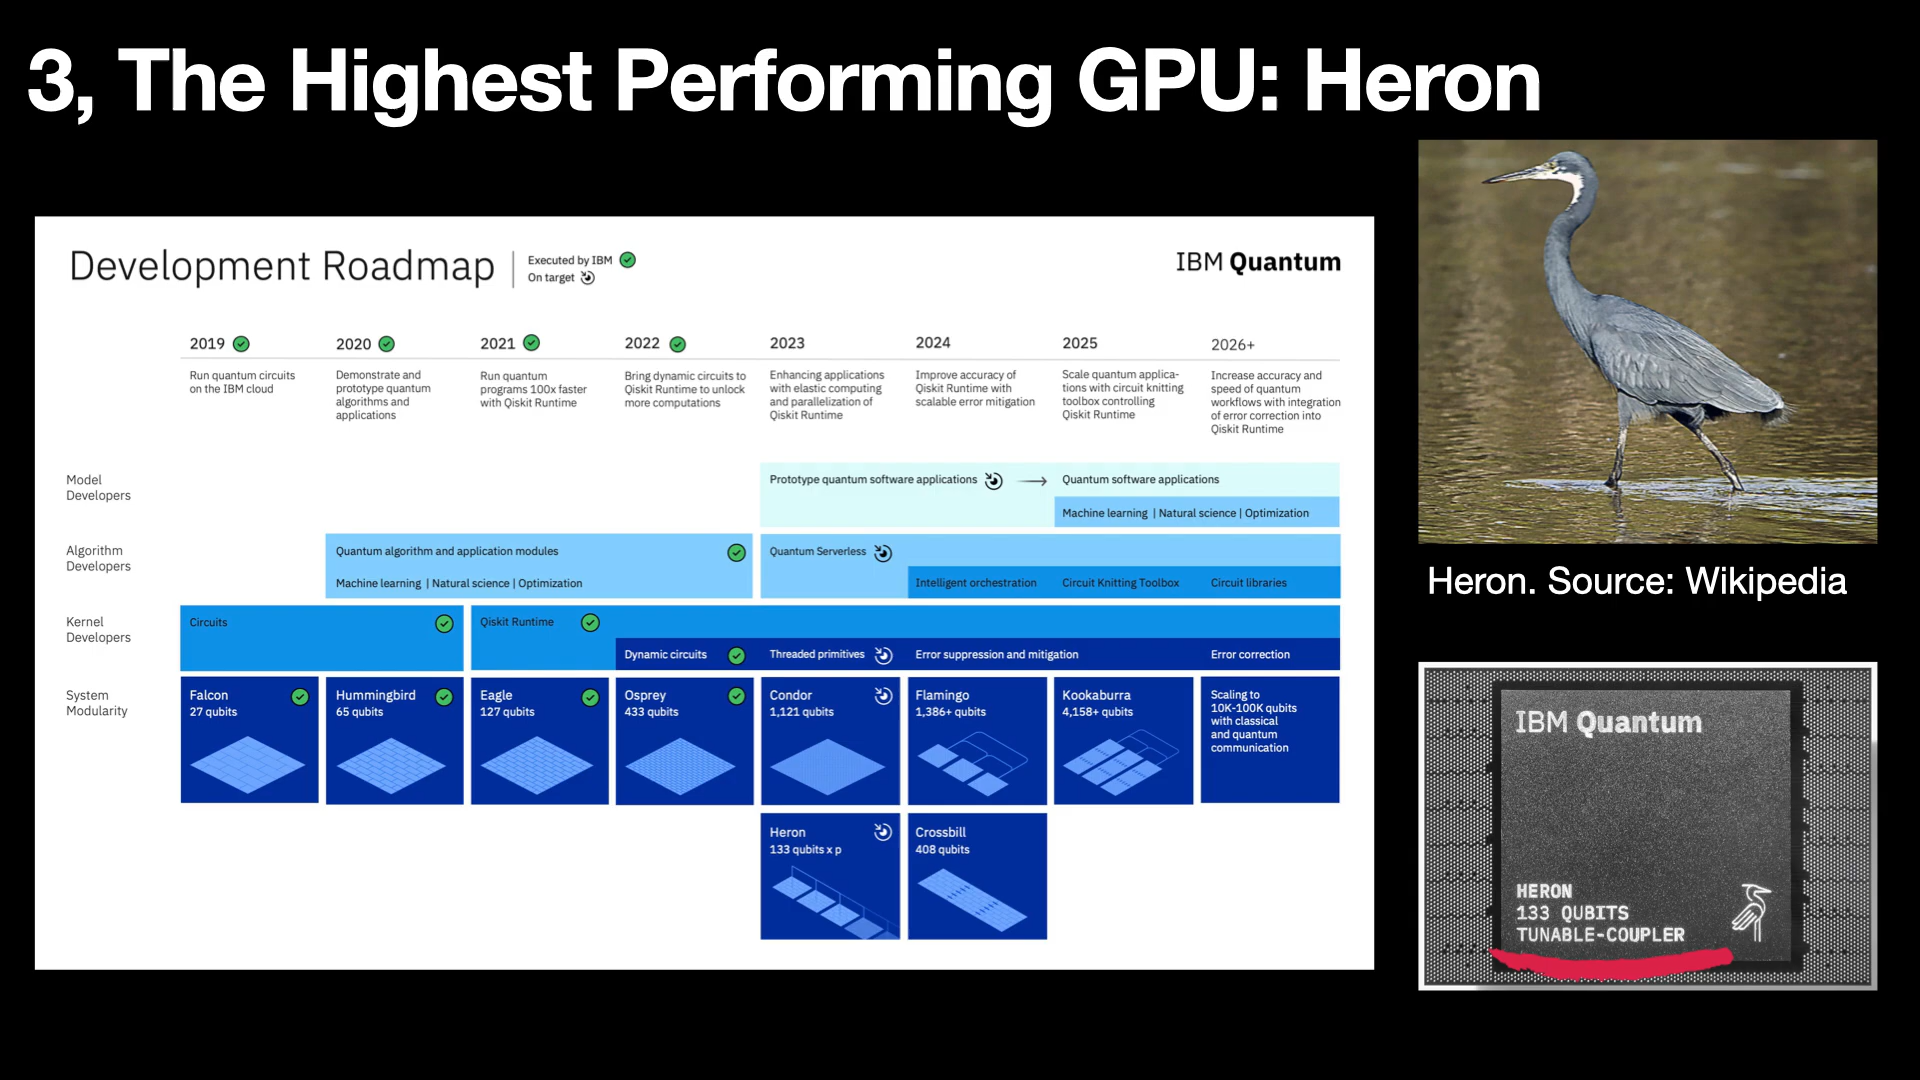 3, The Highest Performing GPU: Heron
Development Roadmap
Executed by IBM
On target
IBM Quantum
2019
2020
2021
2022
2023
2024
2025
2026+
Run quantum circuits
on the IBM cloud
Demonstrate and
prototype quantum
algorithms and
applications
Run quantum
programs 100x faster
with Qiskit Runtime
Bring dynamic circuits to
Qiskit Runtime to unlock
more computations
Enhancing applications
with elastic computing
and parallelization of
Qiskit Runtime
Improve accuracy of
Qiskit Runtime with
scalable error mitigation
Scale quantum applica-
tions with circuit knitting
toolbox controlling
Qiskit Runtime
Increase accuracy and
speed of quantum
workflows with integration
of error correction into
Qiskit Runtime
Model
Developers
Prototype quantum software applications
Quantum software applications
Machine learning | Natural science | Optimization
Algorithm
Developers
Quantum algorithm and application modules
Machine learning | Natural science | Optimization
Quantum Serverless
Intelligent orchestration
Circuit Knitting Toolbox
Circuit libraries
Kernel
Developers
Circuits
Qiskit Runtime
Dynamic circuits
Threaded primitives
Error suppression and mitigation
Error correction
System
Modularity
Falcon
27 qubits
Hummingbird
65 qubits
Eagle
127 qubits
Osprey
433 qubits
Condor
1,121 qubits
Flamingo
1,386+ qubits
Kookaburra
4,158+ qubits
Scaling to
10K-100K qubits
with classical
and quantum
communication
Heron
133 qubits x p
Crossbill
408 qubits
Heron. Source: Wikipedia
IBM Quantum
HERON
133 QUBITS
TUNABLE-COUPLER